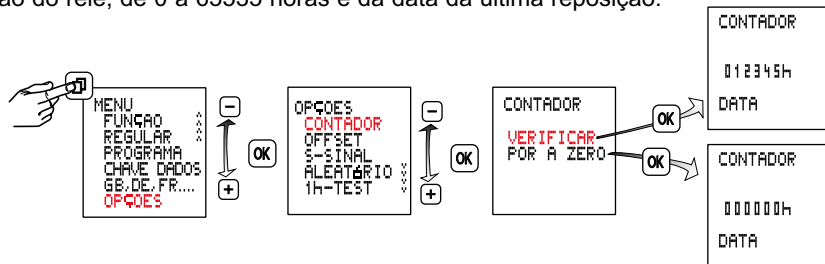 ão do relé, de 0 a 65535 horas e da data da última reposição.
MENU
FUNÇAO
REGULAR
PROGRAMA
CHAVE DADOS
GB,DE,FR....
OPÇOES
−
+
OK
OPÇOES
CONTADOR
OFFSET
S-SINAL
ALEATóRIO
1h-TEST
−
+
OK
CONTADOR
VERIFICAR
POR A ZERO
OK
OK
CONTADOR
012345h
DATA
CONTADOR
000000h
DATA